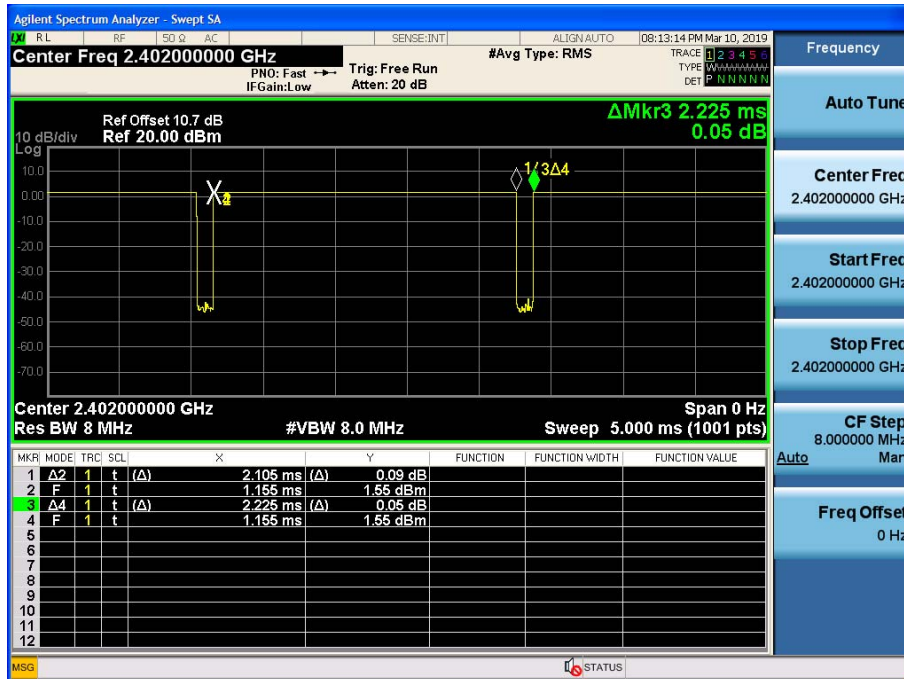 Agilent Spectrum Analyzer - Swept SA
LXI RL RF 50 Ω AC SENSE:INT ALIGN AUTO 08:13:14 PM Mar 10, 2019
Center Freq 2.402000000 GHz #Avg Type: RMS TRACE 1 2 3 4 5 6
PNO: Fast Trig: Free Run TYPE WWWWWW
IFGain:Low Atten: 20 dB DET P N N N N N
Frequency
Auto Tune
ΔMkr3 2.225 ms
0.05 dB
Ref Offset 10.7 dB
10 dB/div Ref 20.00 dBm
Log
10.0
0.00
-10.0
-20.0
-30.0
-40.0
-50.0
-60.0
-70.0
1/3Δ4
X
Center 2.402000000 GHz Span 0 Hz
Res BW 8 MHz #VBW 8.0 MHz Sweep 5.000 ms (1001 pts)
MKR MODE TRC SCL X Y FUNCTION FUNCTION WIDTH FUNCTION VALUE
1 Δ2 1 t (Δ) 2.105 ms (Δ) 0.09 dB
2 F 1 t 1.155 ms 1.55 dBm
3 Δ4 1 t (Δ) 2.225 ms (Δ) 0.05 dB
4 F 1 t 1.155 ms 1.55 dBm
5
6
7
8
9
10
11
12
Center Freq
2.402000000 GHz
Start Freq
2.402000000 GHz
Stop Freq
2.402000000 GHz
CF Step
8.000000 MHz
Auto Man
Freq Offset
0 Hz
MSG STATUS